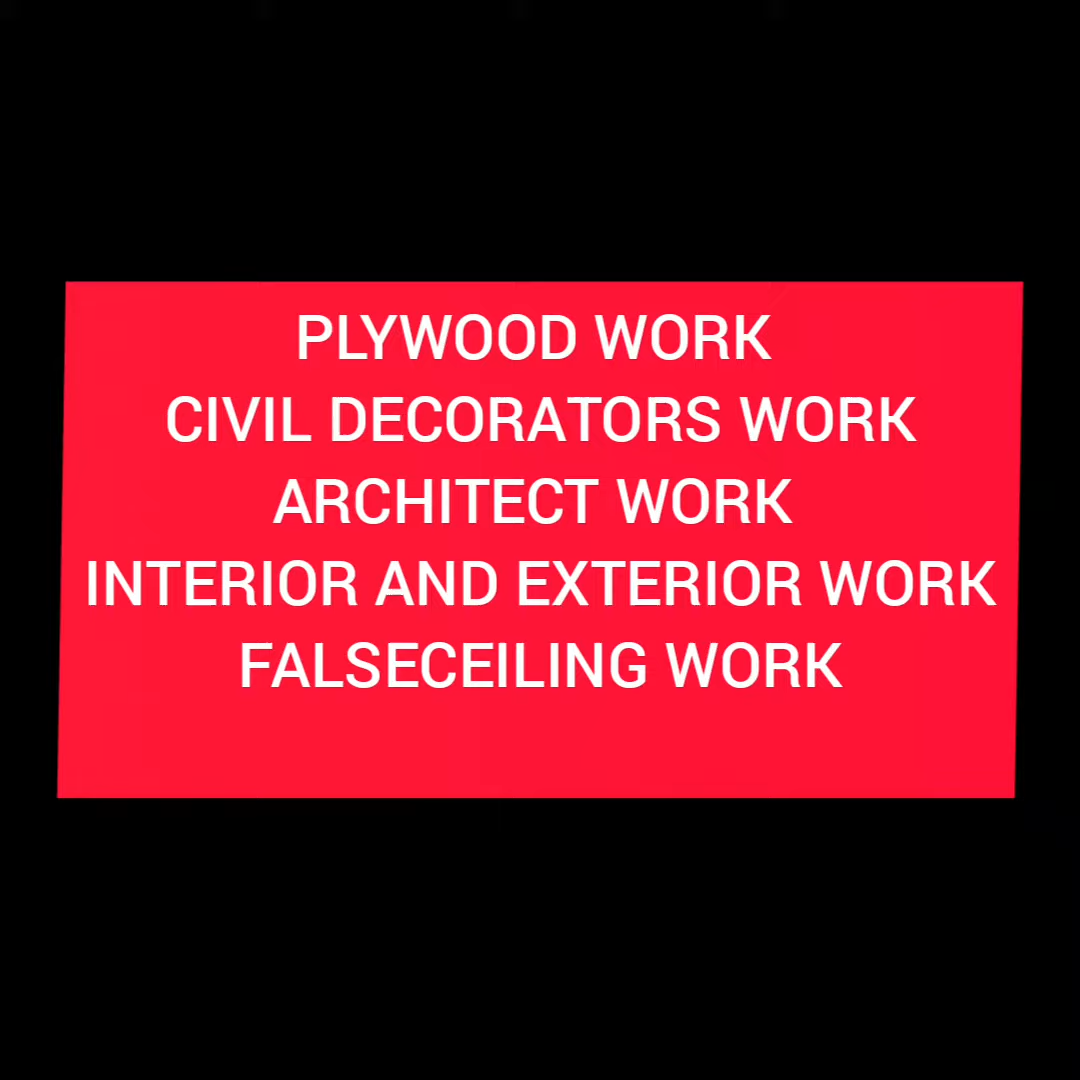 PLYWOOD WORK
CIVIL DECORATORS WORK
ARCHITECT WORK
INTERIOR AND EXTERIOR WORK
FALSECEILING WORK